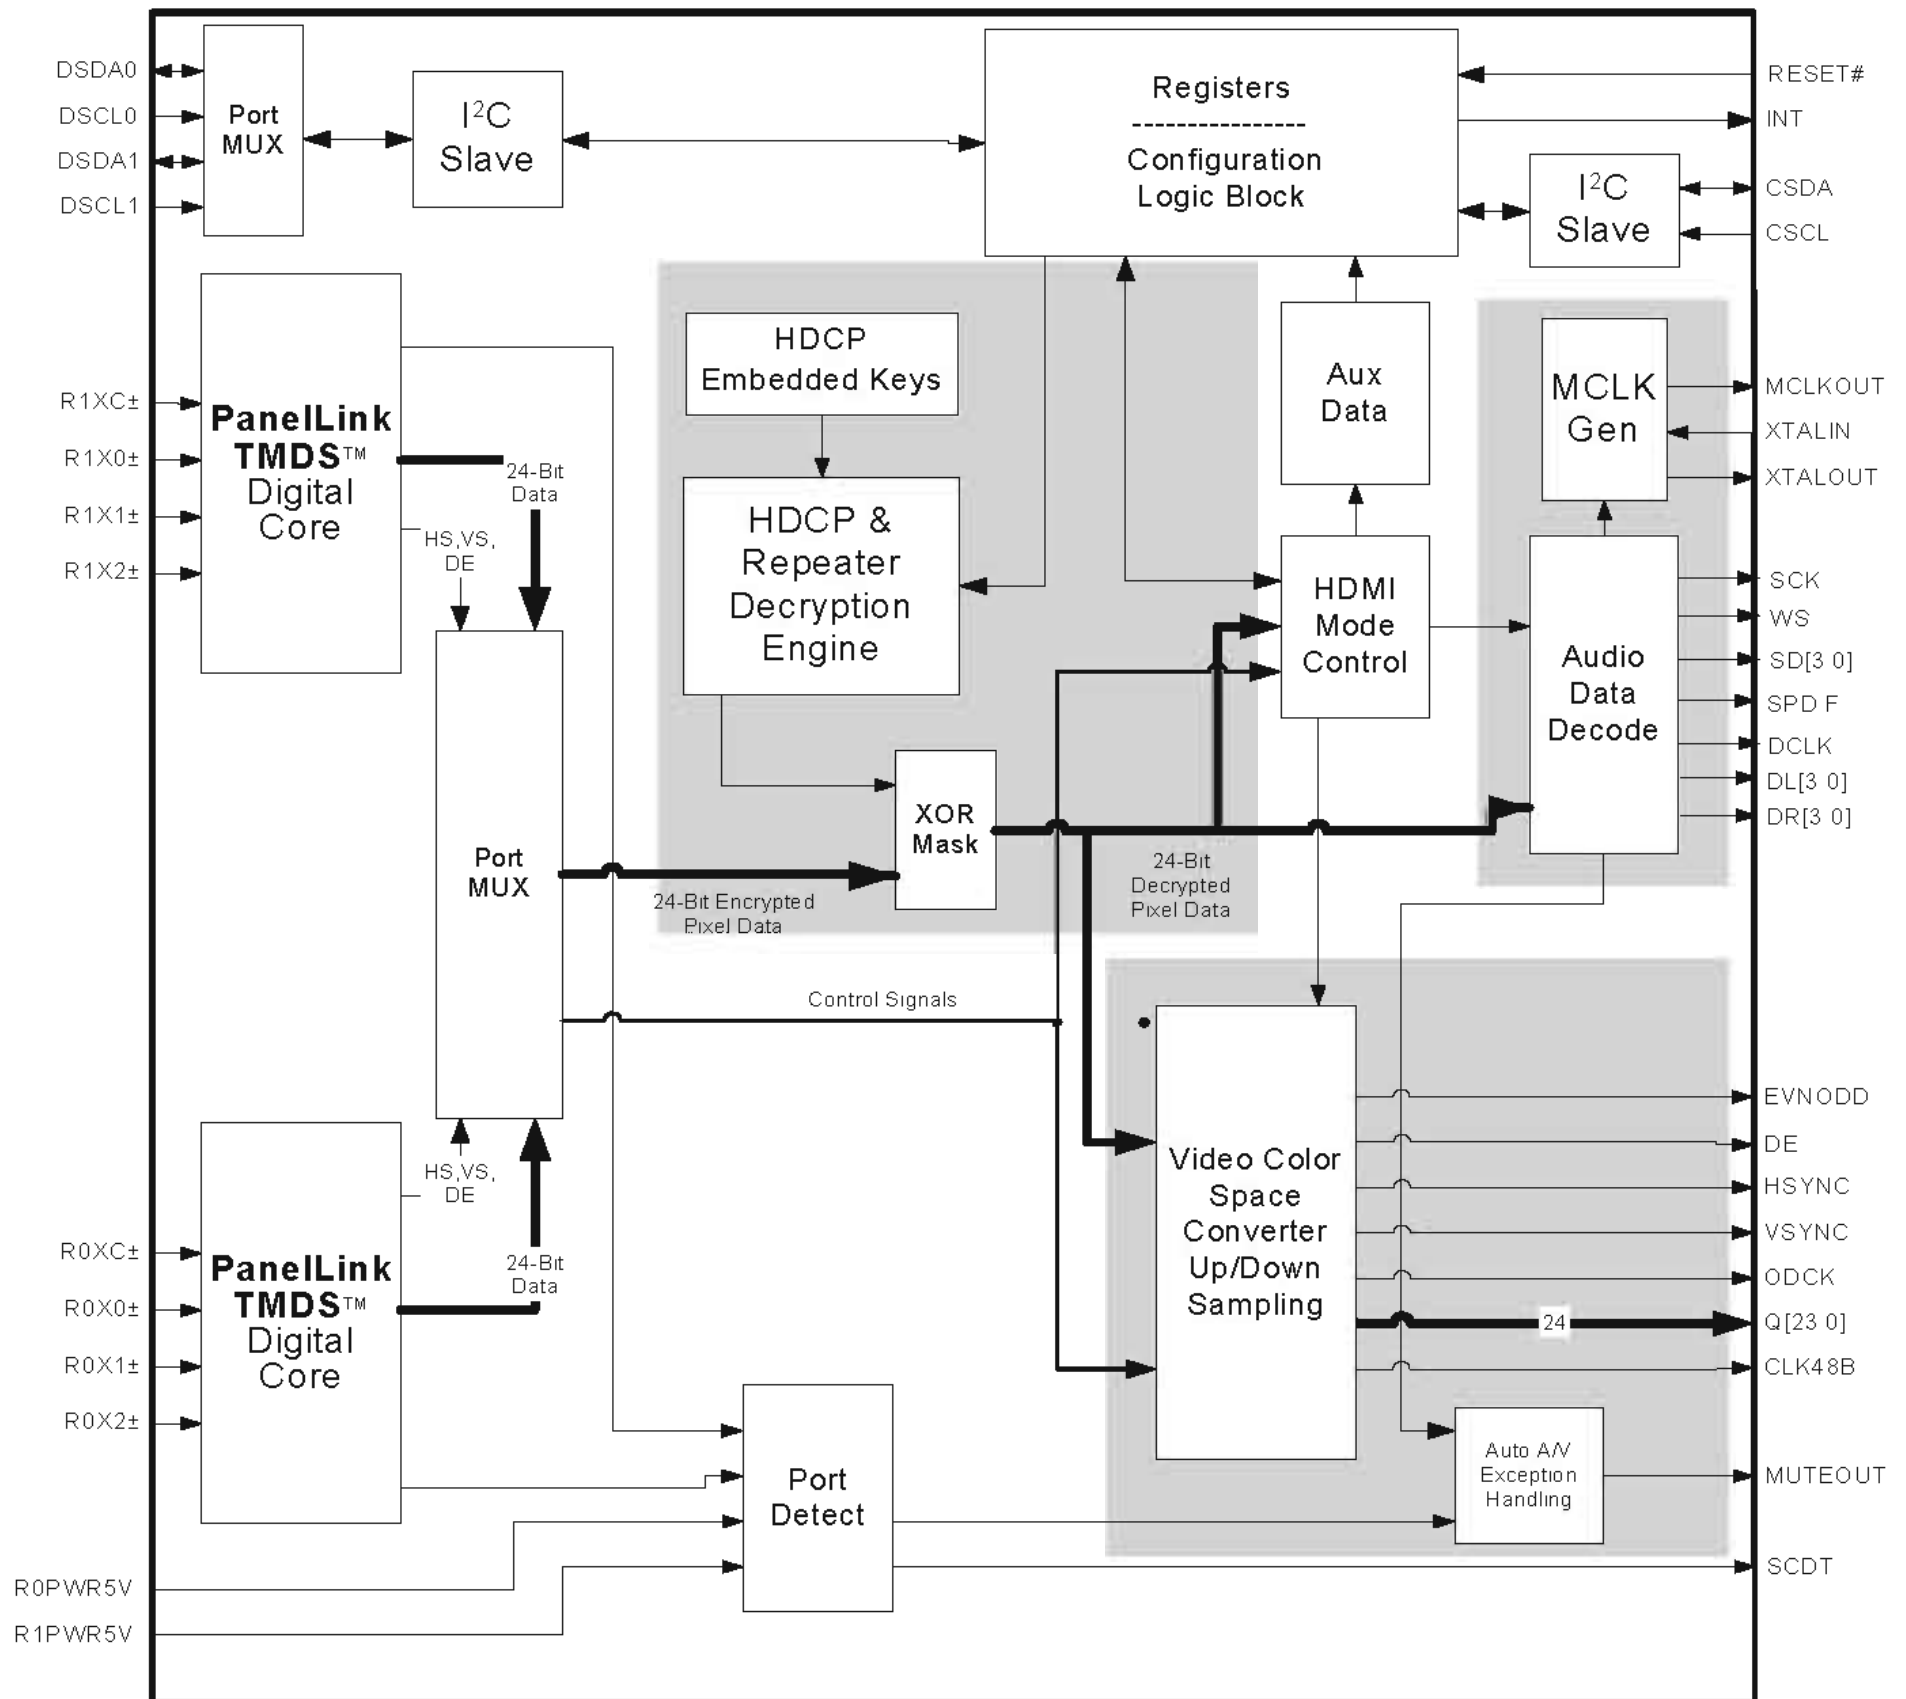 DSDA0
DSCL0
DSDA1
DSCL1
Port
MUX
I²C
Slave
Registers
----------------
Configuration
Logic Block
RESET#
INT
I²C
Slave
CSDA
CSCL
R1XC±
R1X0±
R1X1±
R1X2±
PanelLink
TMDS™
Digital
Core
24-Bit
Data
HS,VS,
DE
HDCP
Embedded Keys
HDCP &
Repeater
Decryption
Engine
Aux
Data
HDMI
Mode
Control
MCLK
Gen
MCLKOUT
XTALIN
XTALOUT
Audio
Data
Decode
SCK
WS
SD[3 0]
SPD F
DCLK
DL[3 0]
DR[3 0]
XOR
Mask
Port
MUX
24-Bit Encrypted
Pixel Data
24-Bit
Decrypted
Pixel Data
Control Signals
HS,VS,
DE
24-Bit
Data
R0XC±
R0X0±
R0X1±
R0X2±
PanelLink
TMDS™
Digital
Core
Video Color
Space
Converter
Up/Down
Sampling
EVNODD
DE
HSYNC
VSYNC
ODCK
24
Q[23 0]
CLK48B
Port
Detect
Auto A/V
Exception
Handling
MUTEOUT
SCDT
R0PWR5V
R1PWR5V